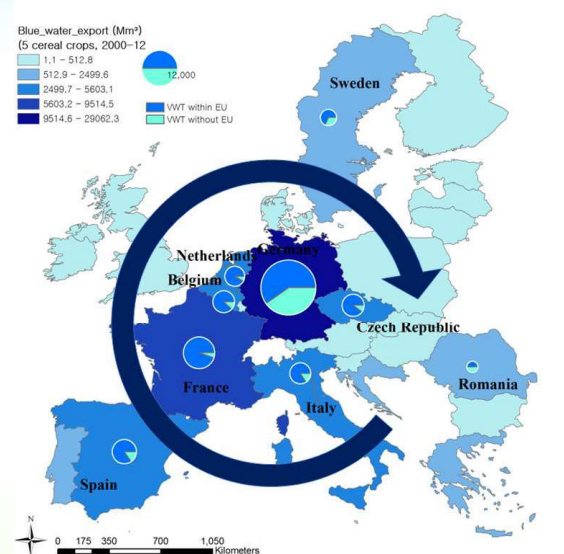 Blue_water_export (Mm³)
(5 cereal crops, 2000-12
1.1 - 512.8
512.9 - 2499.6
2499.7 - 5603.1
5603.2 - 9514.5
9514.6 - 29062.3
12,000
VWT within EU
VWT without EU
Sweden
Netherlands
Germany
Belgium
Czech Republic
France
Romania
Italy
Spain
N
0 175 350 700 1,050
Kilometers